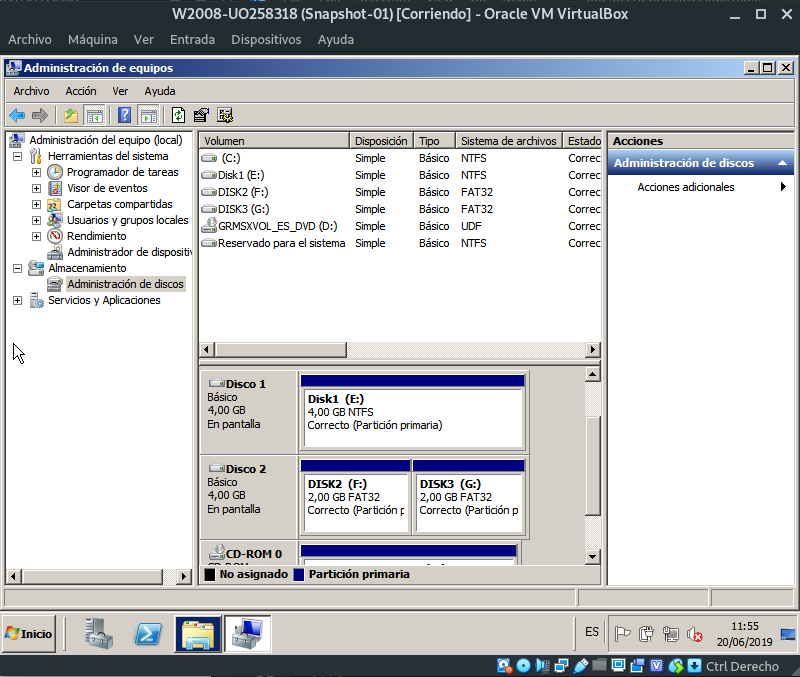 W2008-UO258318 (Snapshot-01) [Corriendo] - Oracle VM VirtualBox
Archivo Máquina Ver Entrada Dispositivos Ayuda
Administración de equipos
Archivo Acción Ver Ayuda
Administración del equipo (local)
Herramientas del sistema
Programador de tareas
Visor de eventos
Carpetas compartidas
Usuarios y grupos locales
Rendimiento
Administrador de dispositiv
Almacenamiento
Administración de discos
Servicios y Aplicaciones
Volumen Disposición Tipo Sistema de archivos Estado
(C:) Simple Básico NTFS Correc
Disk1 (E:) Simple Básico NTFS Correc
DISK2 (F:) Simple Básico FAT32 Correc
DISK3 (G:) Simple Básico FAT32 Correc
GRMSXVOL_ES_DVD (D:) Simple Básico UDF Correc
Reservado para el sistema Simple Básico NTFS Correc
Disco 1
Básico
4,00 GB
En pantalla
Disk1 (E:)
4,00 GB NTFS
Correcto (Partición primaria)
Disco 2
Básico
4,00 GB
En pantalla
DISK2 (F:)
2,00 GB FAT32
Correcto (Partición p
DISK3 (G:)
2,00 GB FAT32
Correcto (Partición p
CD-ROM 0
No asignado Partición primaria
Acciones
Administración de discos
Acciones adicionales
Inicio
ES
11:55
20/06/2019
Ctrl Derecho